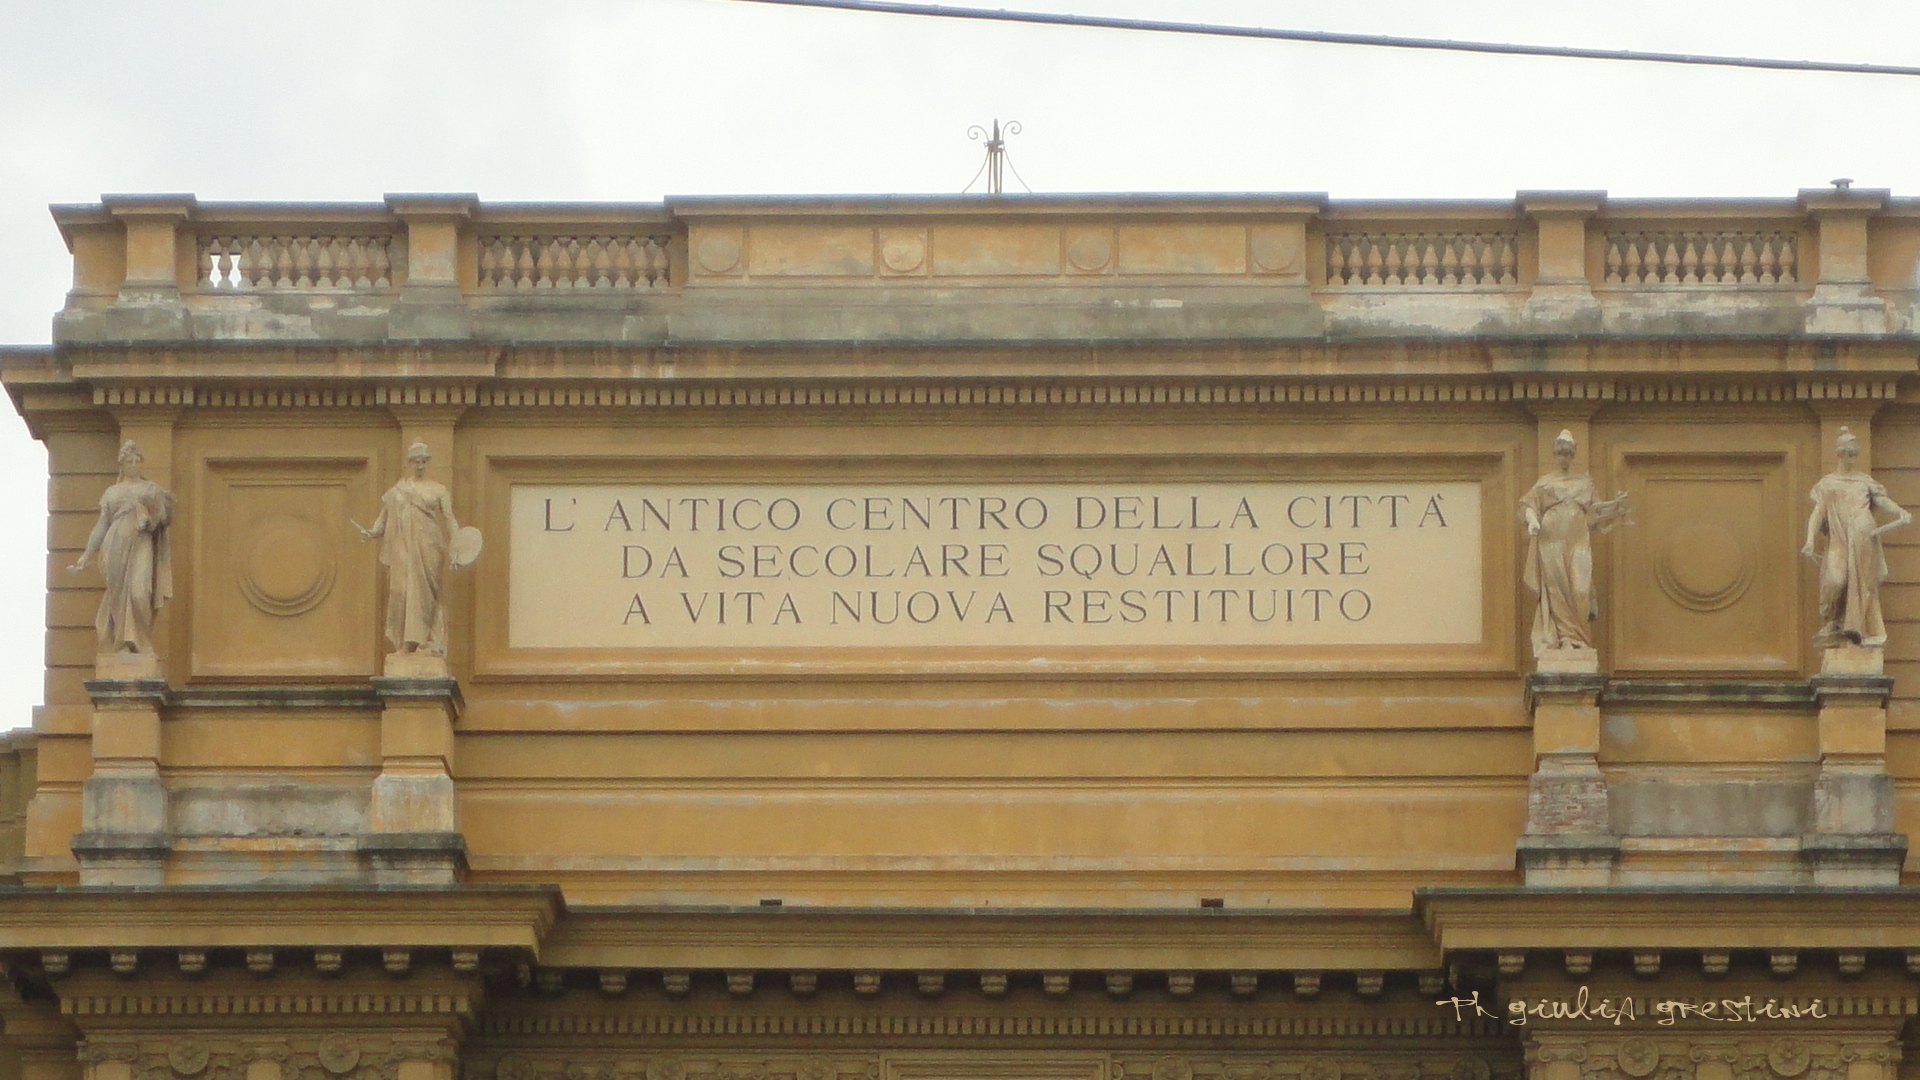 L' ANTICO CENTRO DELLA CITTÀ
DA SECOLARE SQUALLORE
A VITA NUOVA RESTITUITO
Ph giuliA gRestini